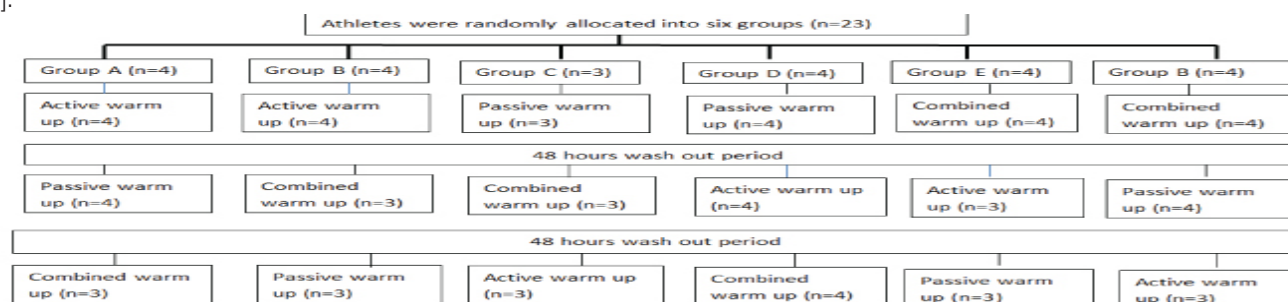 ].
Athletes were randomly allocated into six groups (n=23)
Group A (n=4)
Group B (n=4)
Group C (n=3)
Group D (n=4)
Group E (n=4)
Group B (n=4)
Active warm
up (n=4)
Active warm
up (n=4)
Passive warm
up (n=3)
Passive warm
up (n=4)
Combined
warm up (n=4)
Combined
warm up (n=4)
48 hours wash out period
Passive warm
up (n=4)
Combined
warm up (n=3)
Combined
warm up (n=3)
Active warm up
(n=4)
Active warm
up (n=3)
Passive warm
up (n=4)
48 hours wash out period
Combined warm
up (n=3)
Passive warm
up (n=3)
Active warm up
(n=3)
Combined
warm up (n=4)
Passive warm
up (n=3)
Active warm
up (n=3)